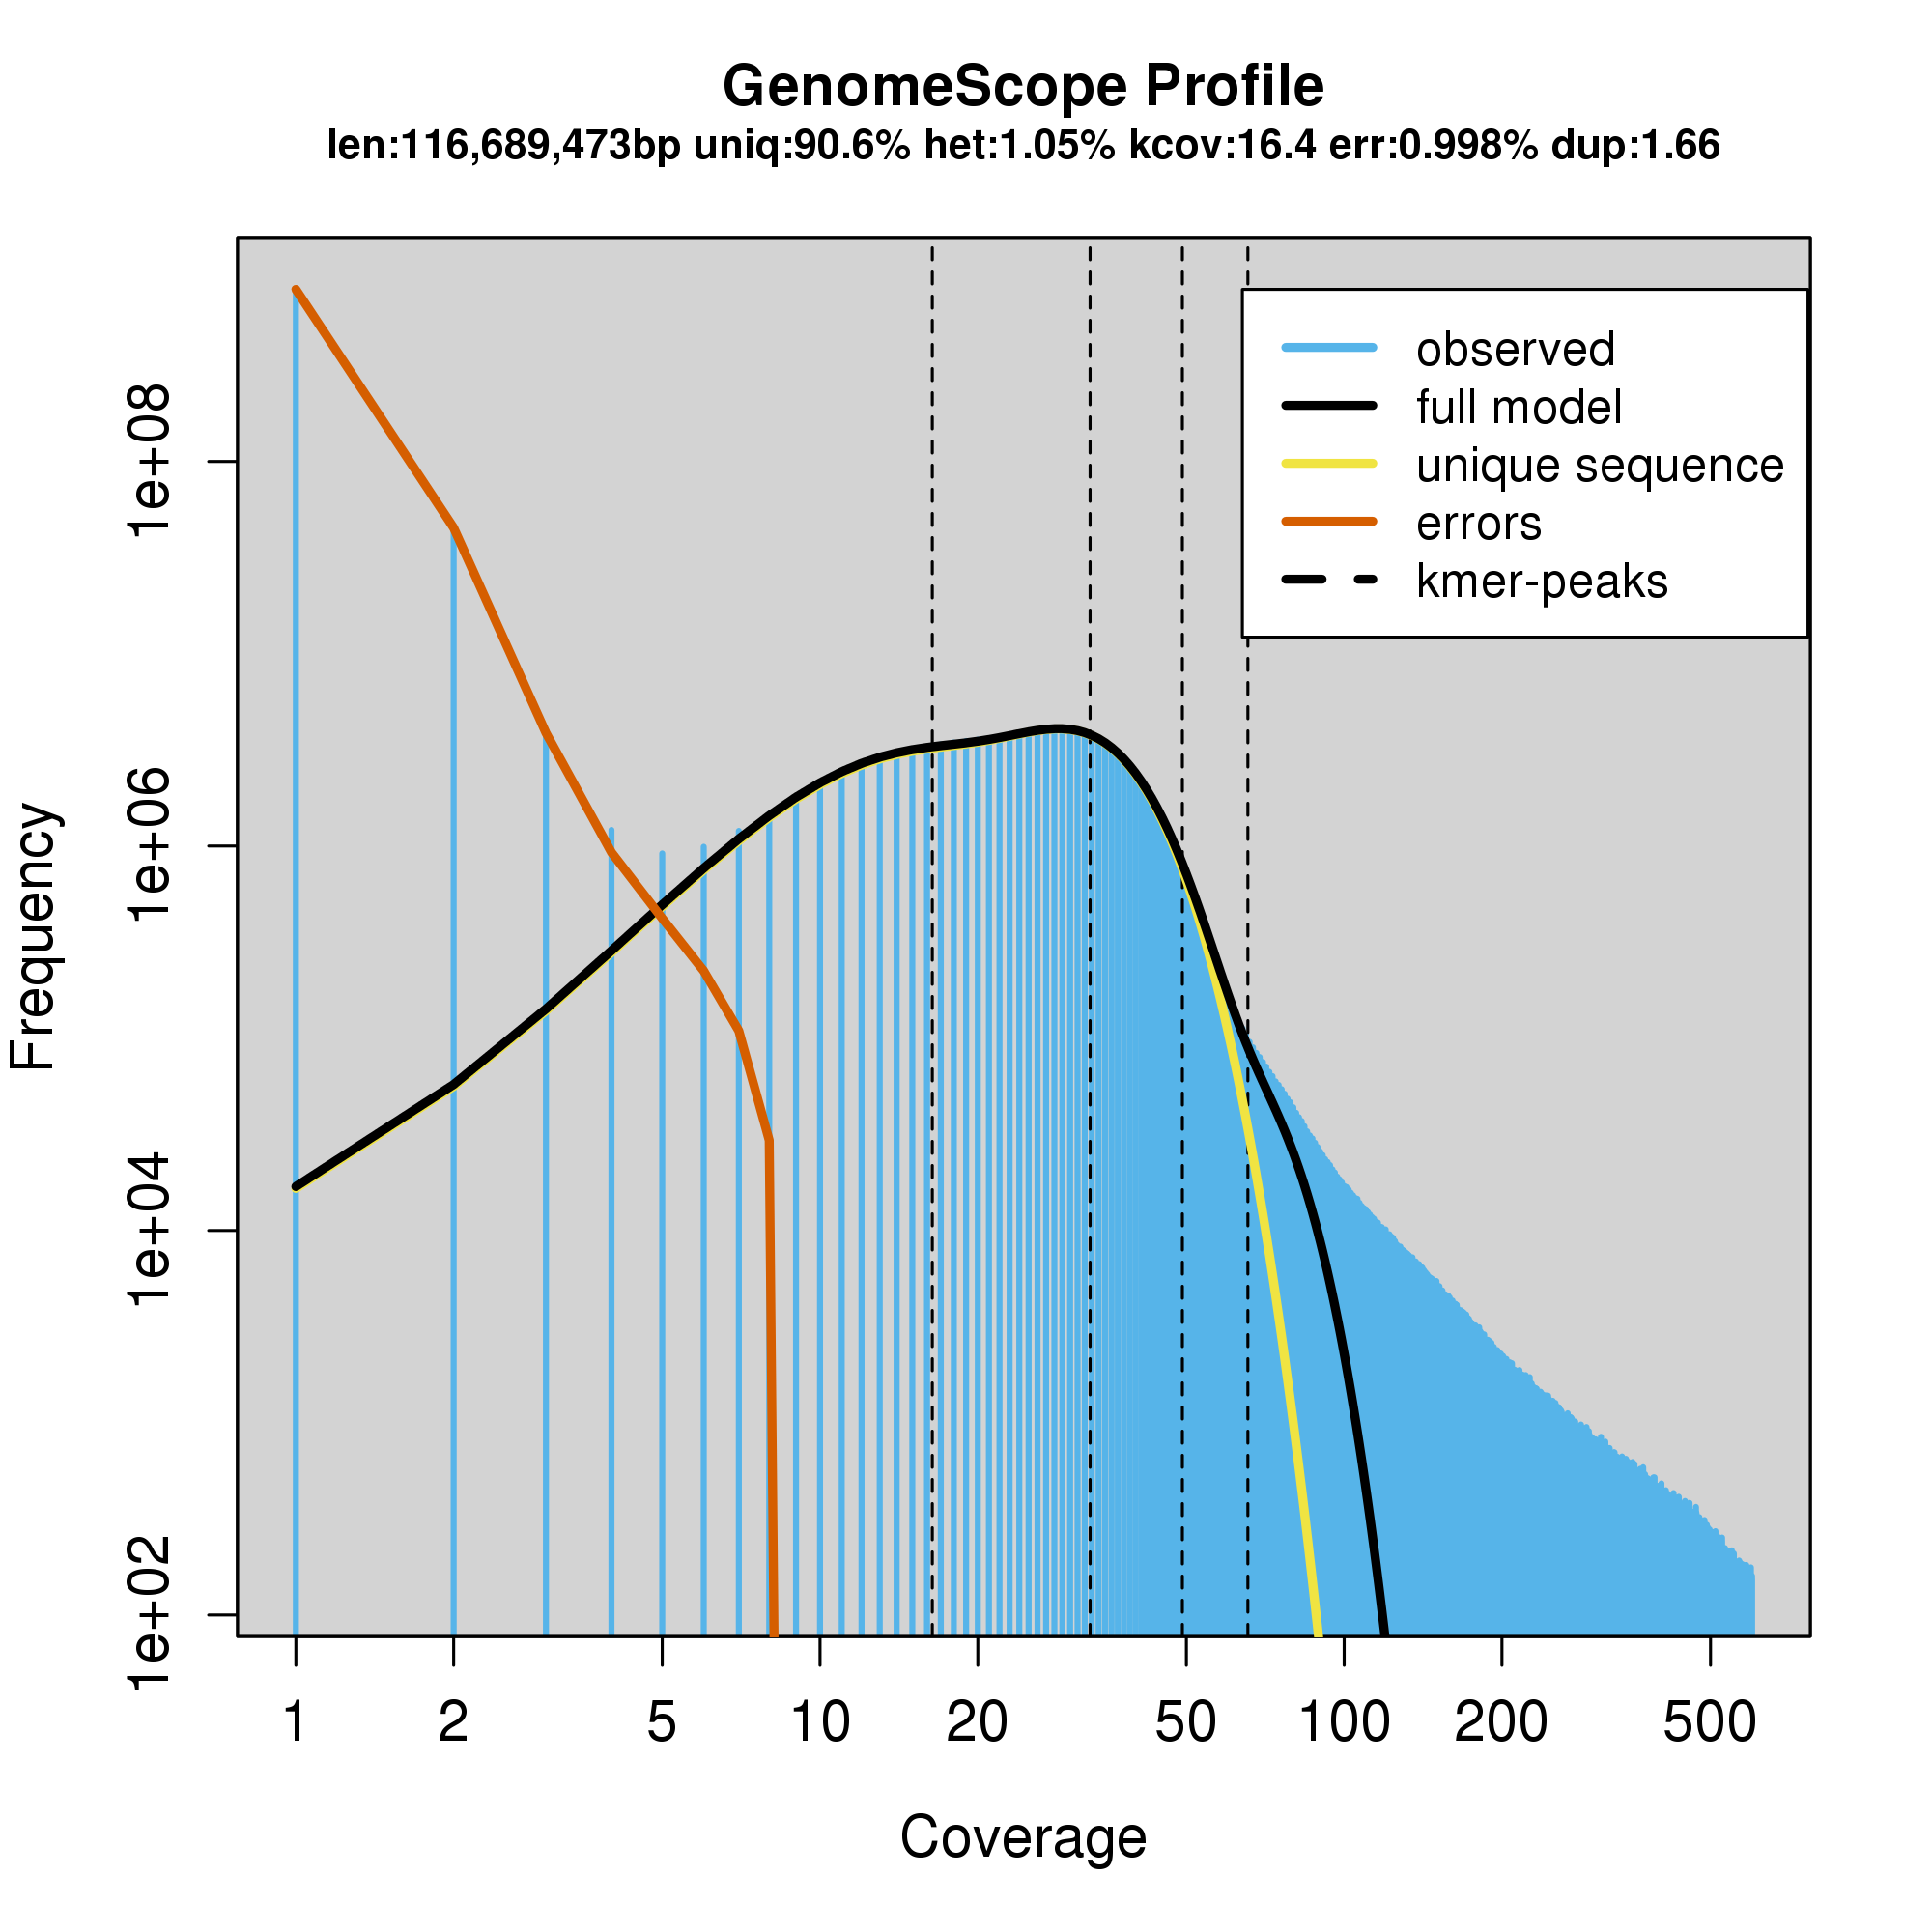 GenomeScope Profile
len:116,689,473bp uniq:90.6% het:1.05% kcov:16.4 err:0.998% dup:1.66
observed
full model
unique sequence
errors
kmer-peaks
Frequency
1e+08
1e+06
1e+04
1e+02
1 2 5 10 20 50 100 200 500
Coverage